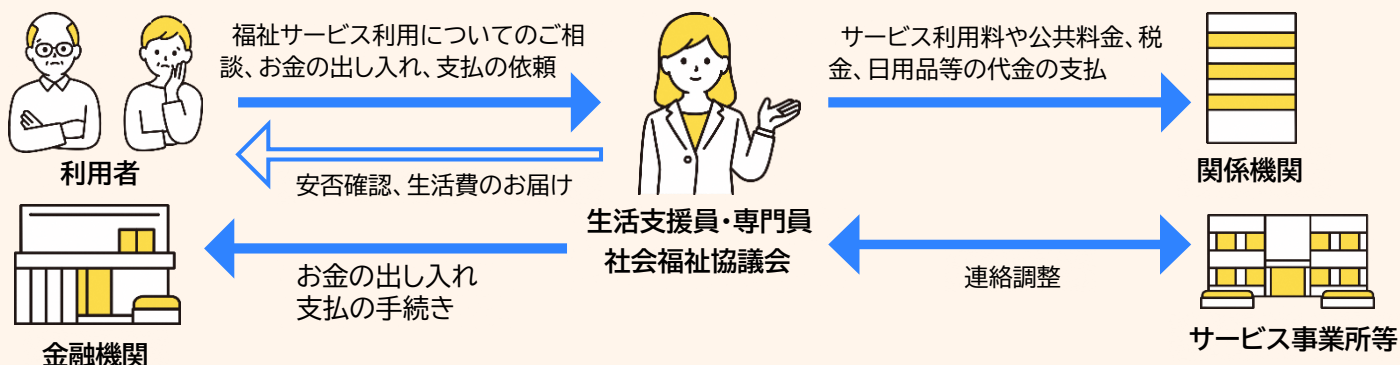 福祉サービス利用についてのご相
談、お金の出し入れ、支払の依頼
サービス利用料や公共料金、税
金、日用品等の代金の支払
利用者
安否確認、生活費のお届け
関係機関
生活支援員・専門員
社会福祉協議会
お金の出し入れ
支払の手続き
連絡調整
金融機関
サービス事業所等